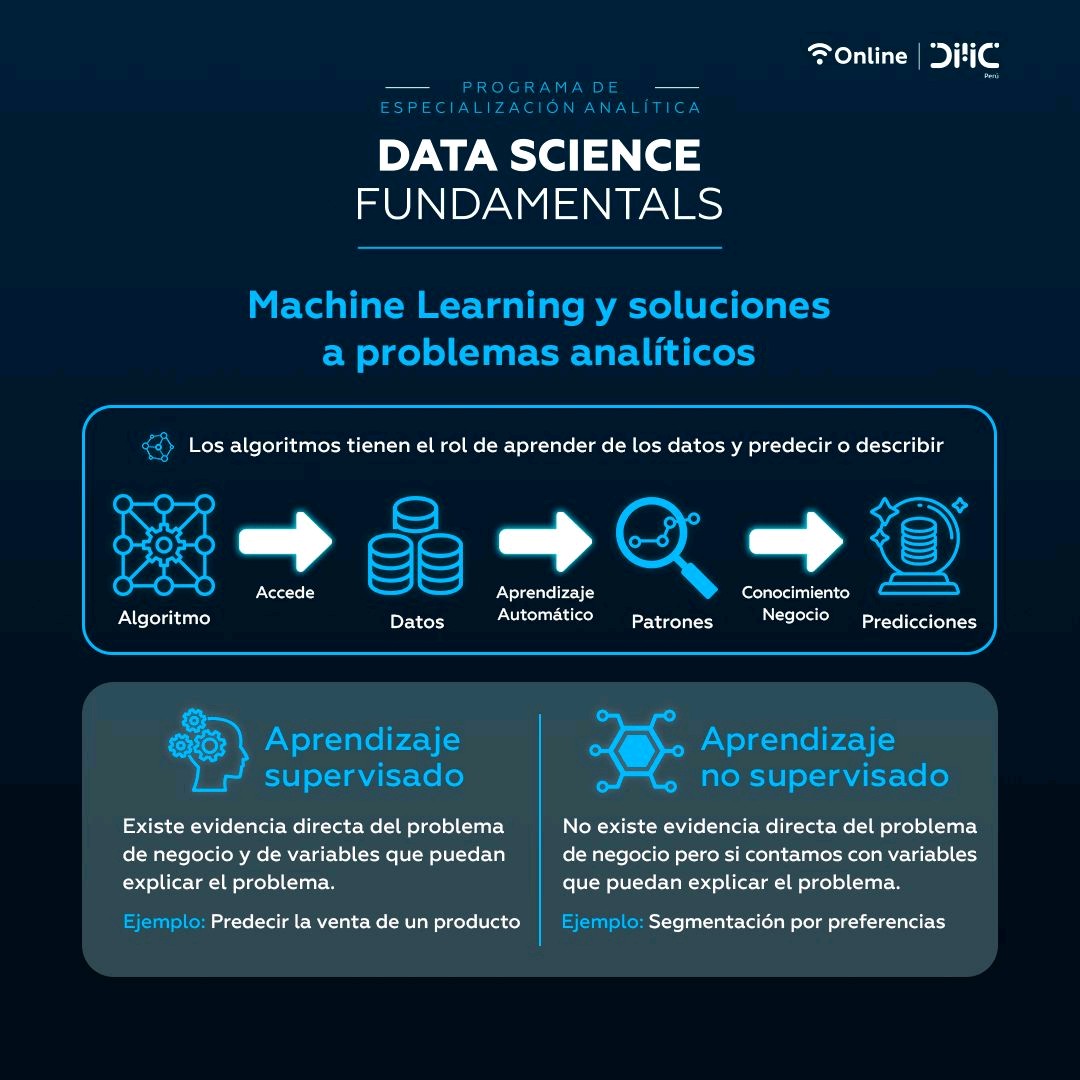 Online
DMC
Perú
PROGRAMA DE
ESPECIALIZACIÓN ANALÍTICA
DATA SCIENCE
FUNDAMENTALS
Machine Learning y soluciones
a problemas analíticos
Los algoritmos tienen el rol de aprender de los datos y predecir o describir
Algoritmo
Accede
Datos
Aprendizaje
Automático
Patrones
Conocimiento
Negocio
Predicciones
Aprendizaje
supervisado
Existe evidencia directa del problema
de negocio y de variables que puedan
explicar el problema.
Ejemplo: Predecir la venta de un producto
Aprendizaje
no supervisado
No existe evidencia directa del problema
de negocio pero si contamos con variables
que puedan explicar el problema.
Ejemplo: Segmentación por preferencias